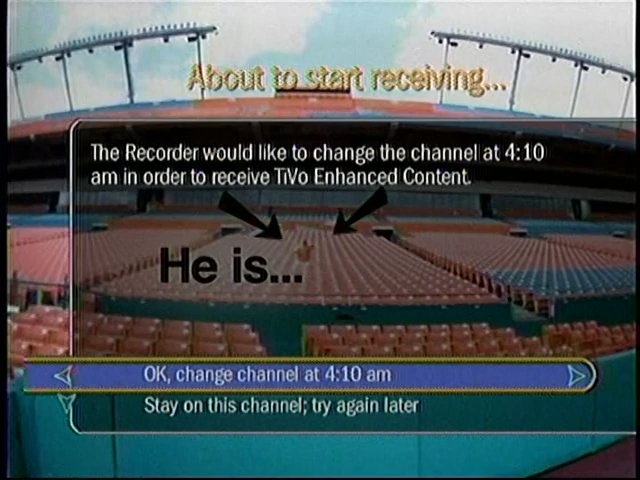 About to start receiving...
The Recorder would like to change the channel at 4:10
am in order to receive TiVo Enhanced Content.
He is...
OK, change channel at 4:10 am
Stay on this channel; try again later